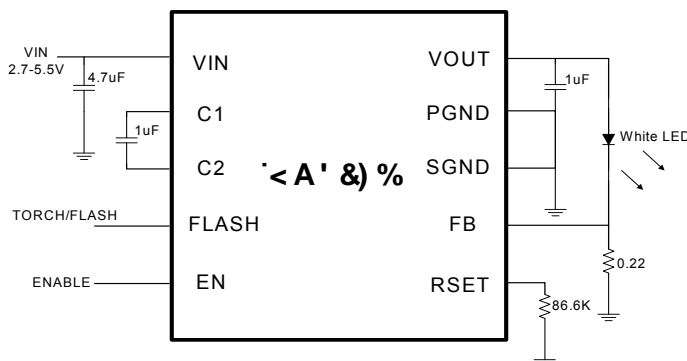 VIN
2.7-5.5V
4.7uF
1uF
TORCH/FLASH
ENABLE
VIN
C1
C2
FLASH
EN
˙< A ' &) %
VOUT
PGND
SGND
FB
RSET
1uF
White LED
0.22
86.6K